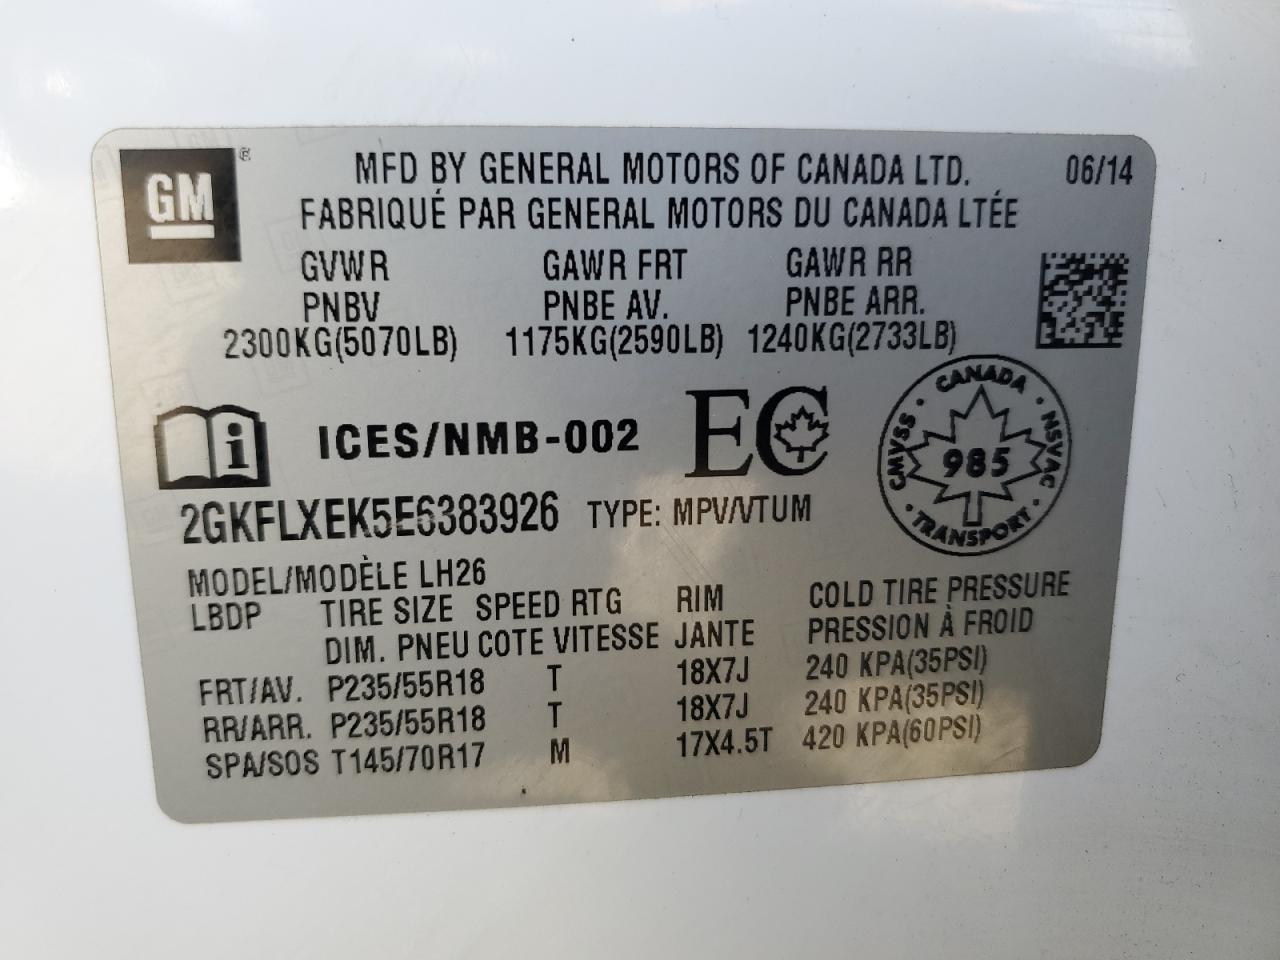 GM ®
MFD BY GENERAL MOTORS OF CANADA LTD. 06/14
FABRIQUÉ PAR GENERAL MOTORS DU CANADA LTÉE
GVWR GAWR FRT GAWR RR
PNBV PNBE AV. PNBE ARR.
2300KG(5070LB) 1175KG(2590LB) 1240KG(2733LB)
i ICES/NMB-002 EC
CANADA
CMVSS · NSVAC
985
· TRANSPORT ·
2GKFLXEK5E6383926 TYPE: MPV/VTUM
MODEL/MODÈLE LH26
LBDP TIRE SIZE SPEED RTG RIM COLD TIRE PRESSURE
DIM. PNEU COTE VITESSE JANTE PRESSION À FROID
FRT/AV. P235/55R18 T 18X7J 240 KPA(35PSI)
RR/ARR. P235/55R18 T 18X7J 240 KPA(35PSI)
SPA/SOS T145/70R17 M 17X4.5T 420 KPA(60PSI)